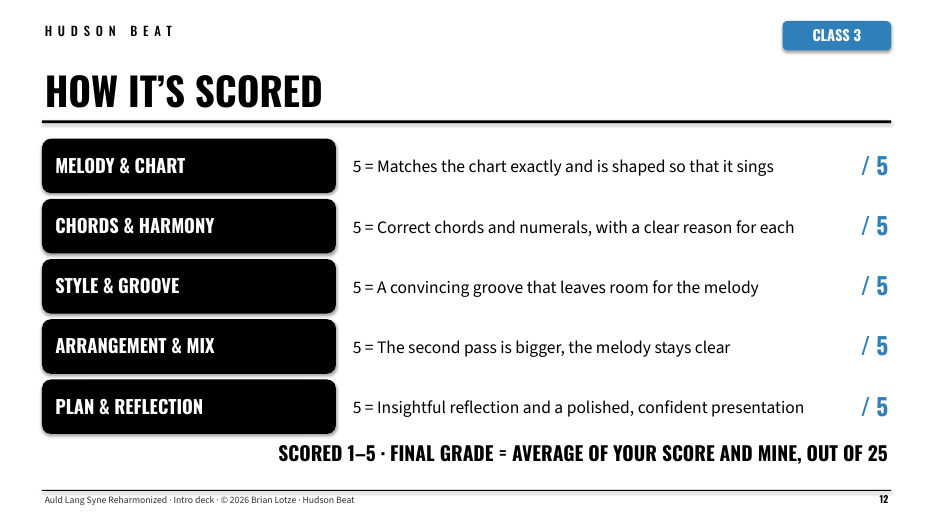 HUDSON BEAT
CLASS 3
HOW IT’S SCORED
MELODY & CHART
5 = Matches the chart exactly and is shaped so that it sings
/ 5
CHORDS & HARMONY
5 = Correct chords and numerals, with a clear reason for each
/ 5
STYLE & GROOVE
5 = A convincing groove that leaves room for the melody
/ 5
ARRANGEMENT & MIX
5 = The second pass is bigger, the melody stays clear
/ 5
PLAN & REFLECTION
5 = Insightful reflection and a polished, confident presentation
/ 5
SCORED 1–5 · FINAL GRADE = AVERAGE OF YOUR SCORE AND MINE, OUT OF 25
Auld Lang Syne Reharmonized · Intro deck · © 2026 Brian Lotze · Hudson Beat
12